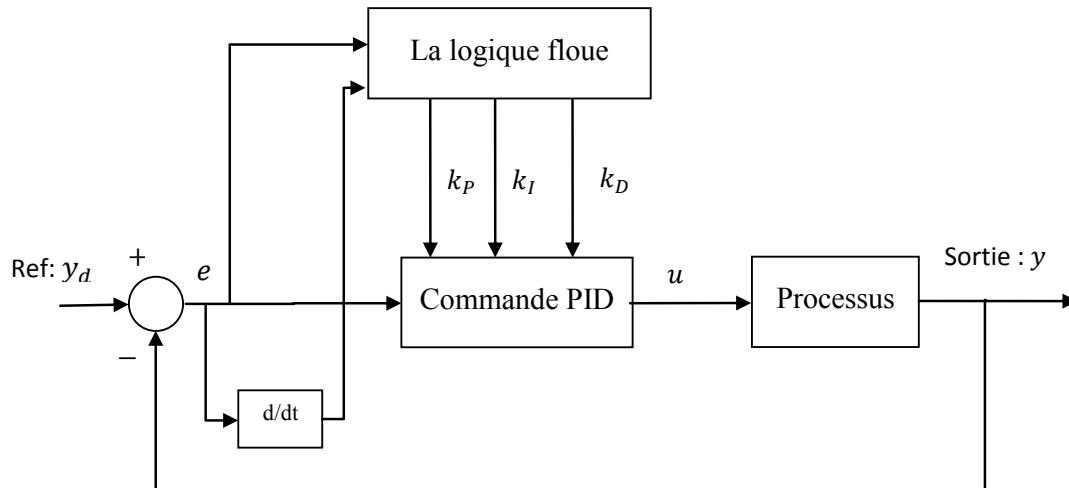 La logique floue
k_P k_I k_D
Ref: y_d
+
e
Commande PID
u
Processus
Sortie : y
−
d/dt